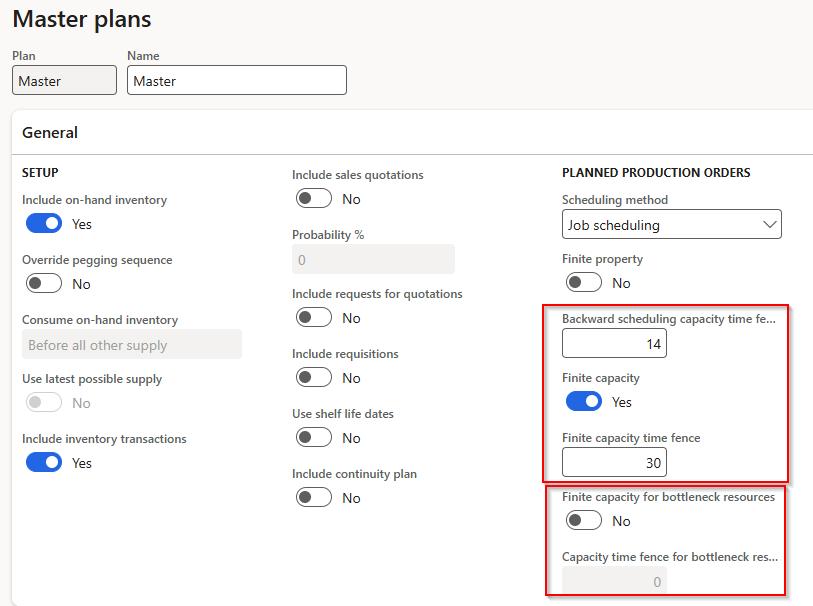 Master plans
Plan
Name
Master
Master
General
SETUP
Include on-hand inventory
Yes
Override pegging sequence
No
Consume on-hand inventory
Before all other supply
Use latest possible supply
No
Include inventory transactions
Yes
Include sales quotations
No
Probability %
0
Include requests for quotations
No
Include requisitions
No
Use shelf life dates
No
Include continuity plan
No
PLANNED PRODUCTION ORDERS
Scheduling method
Job scheduling
Finite property
No
Backward scheduling capacity time fe...
14
Finite capacity
Yes
Finite capacity time fence
30
Finite capacity for bottleneck resources
No
Capacity time fence for bottleneck res...
0